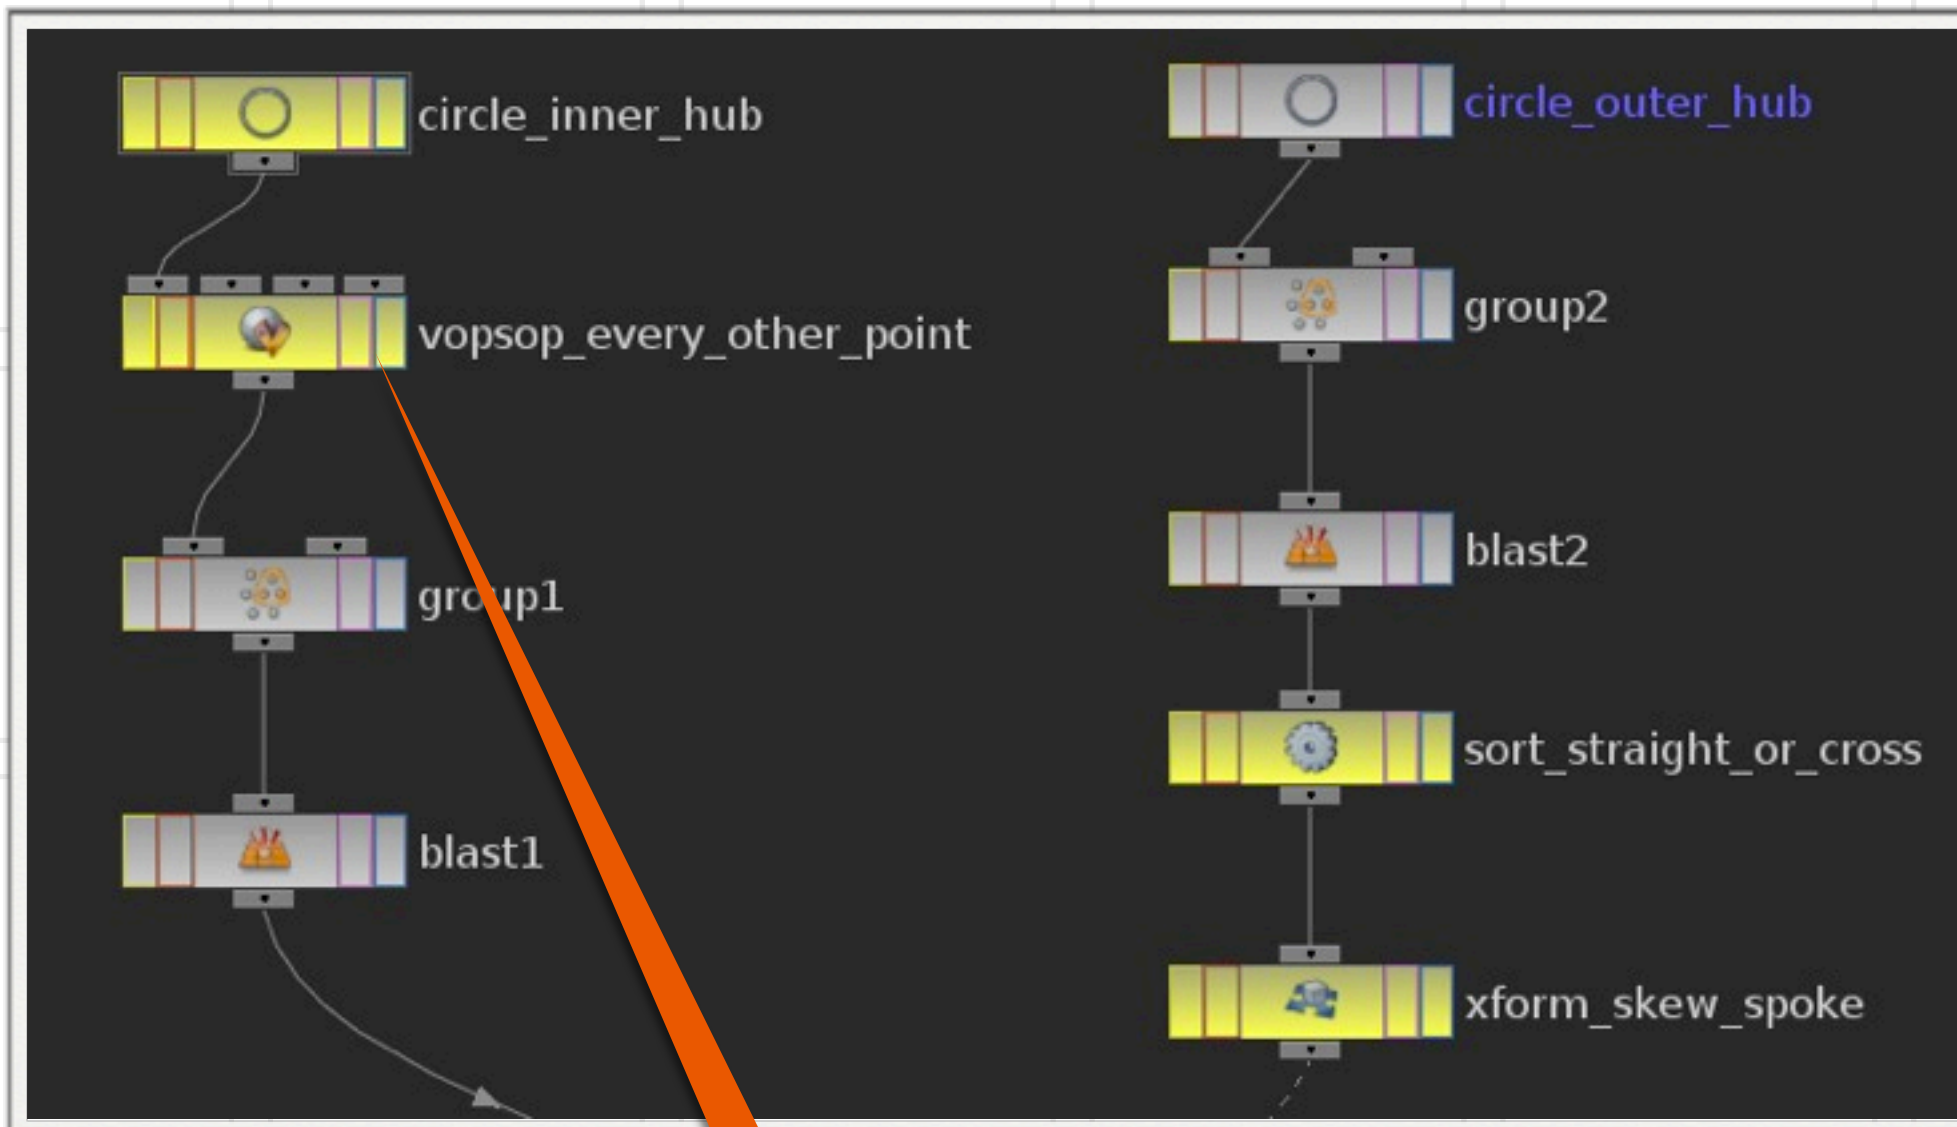 circle_inner_hub
vopsop_every_other_point
group1
blast1
circle_outer_hub
group2
blast2
sort_straight_or_cross
xform_skew_spoke